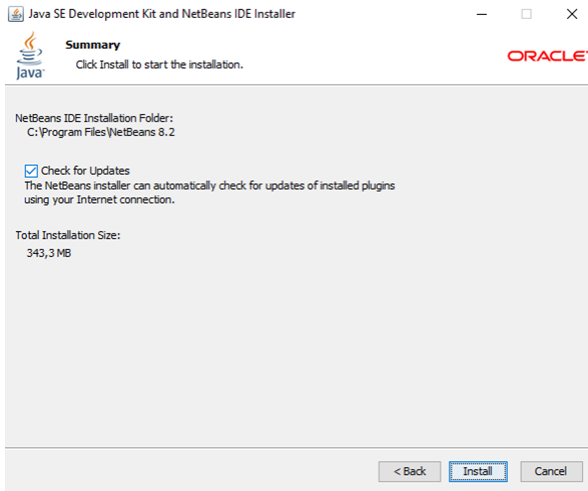 Java SE Development Kit and NetBeans IDE Installer
Summary
Click Install to start the installation.
Java
ORACLE
NetBeans IDE Installation Folder:
C:\Program Files\NetBeans 8.2
Check for Updates
The NetBeans installer can automatically check for updates of installed plugins
using your Internet connection.
Total Installation Size:
343,3 MB
< Back
Install
Cancel